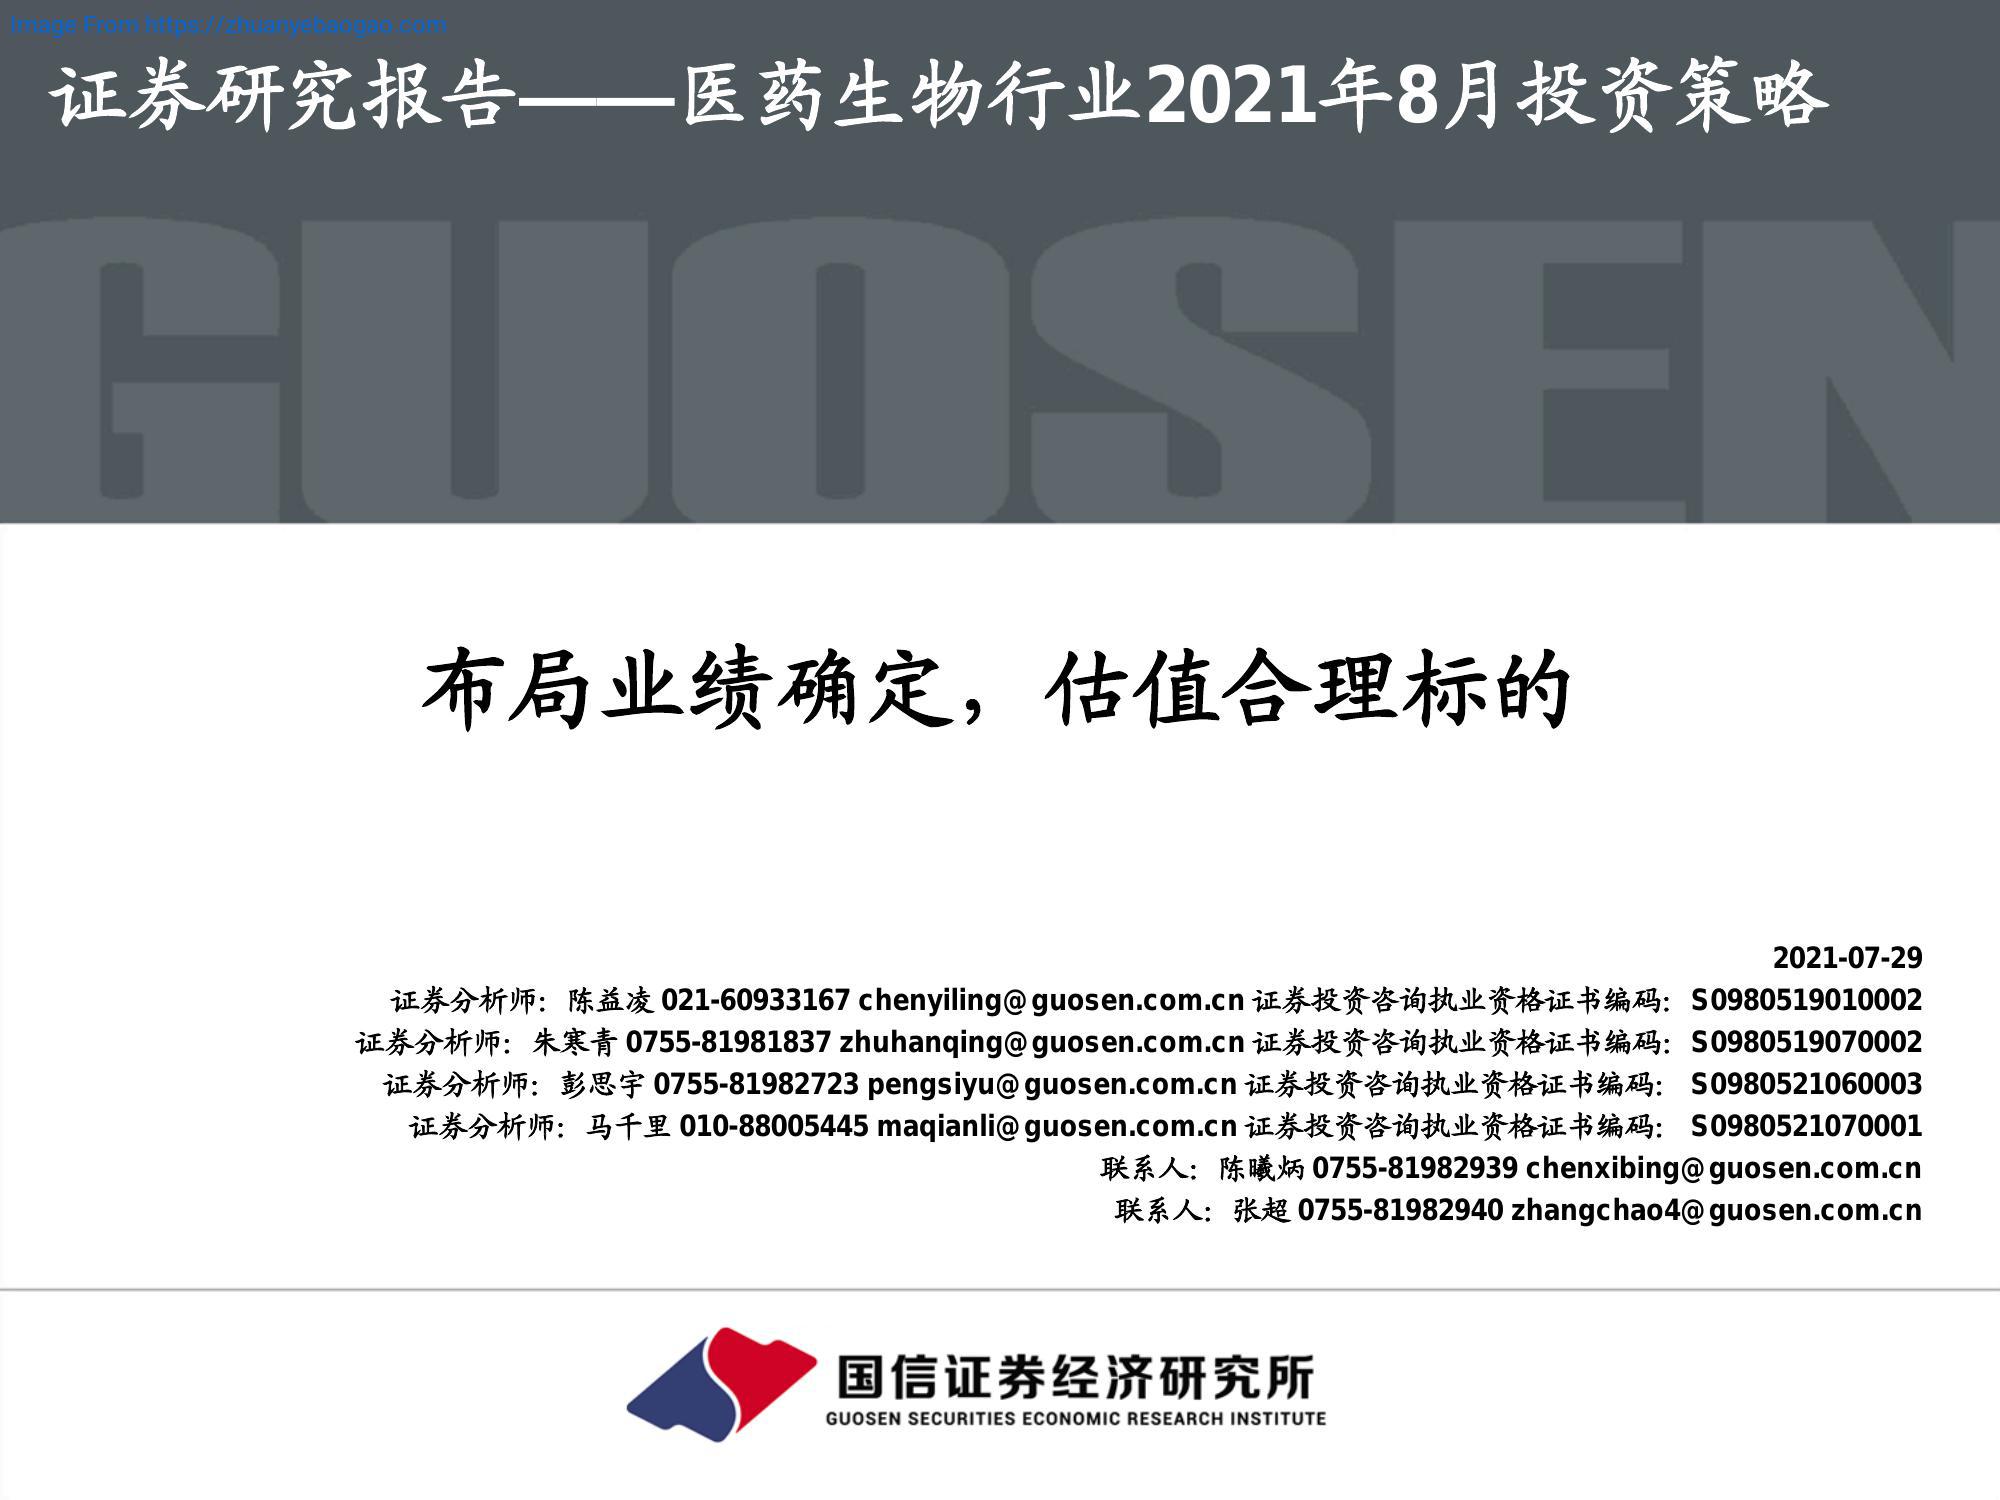 Image From https://zhuanyebaogao.com
证券研究报告——医药生物行业2021年8月投资策略
GUOSEN
布局业绩确定，估值合理标的
2021-07-29
证券分析师：陈益凌 021-60933167 chenyiling@guosen.com.cn 证券投资咨询执业资格证书编码： S0980519010002
证券分析师：朱寒青 0755-81981837 zhuhanqing@guosen.com.cn 证券投资咨询执业资格证书编码： S0980519070002
证券分析师：彭思宇 0755-81982723 pengsiyu@guosen.com.cn 证券投资咨询执业资格证书编码： S0980521060003
证券分析师：马千里 010-88005445 maqianli@guosen.com.cn 证券投资咨询执业资格证书编码： S0980521070001
联系人：陈曦炳 0755-81982939 chenxibing@guosen.com.cn
联系人：张超 0755-81982940 zhangchao4@guosen.com.cn
国信证券经济研究所
GUOSEN SECURITIES ECONOMIC RESEARCH INSTITUTE